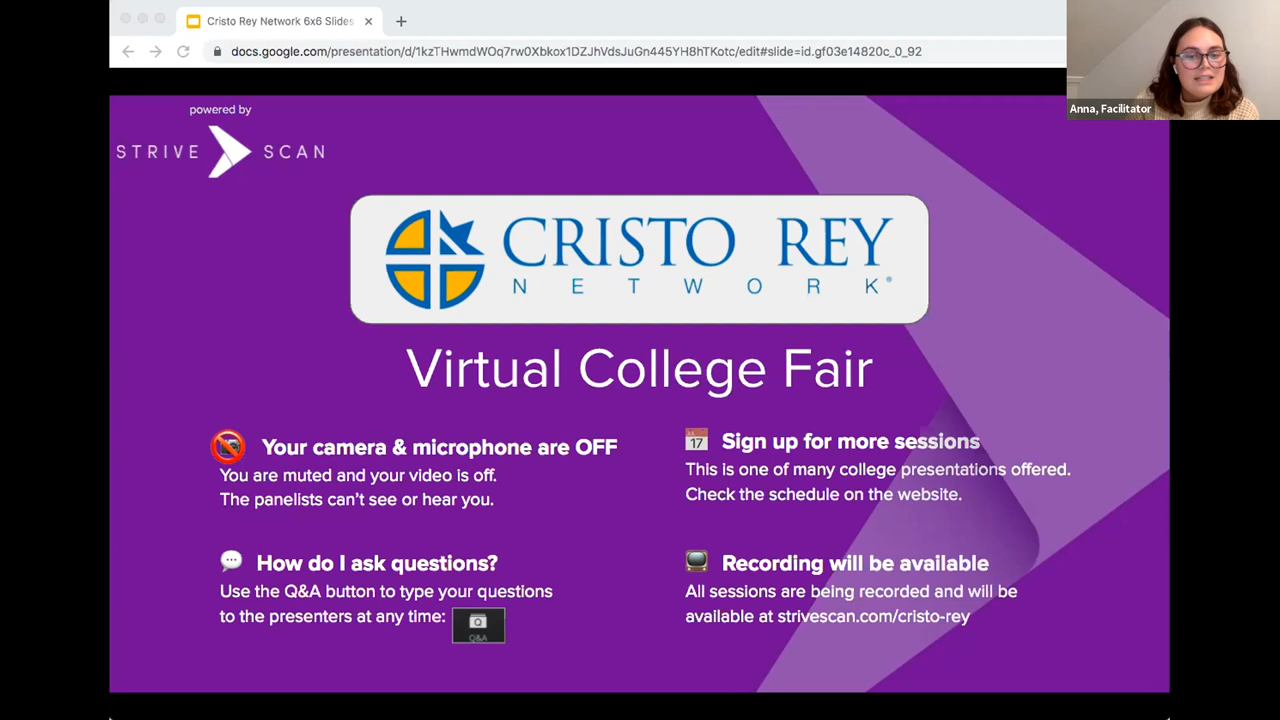 Cristo Rey Network 6x6 Slides
docs.google.com/presentation/d/1kzTHwmdWOq7rw0Xbkox1DZJhVdsJuGn445YH8hTKotc/edit#slide=id.gf03e14820c_0_92
Anna, Facilitator
powered by
STRIVE SCAN
CRISTO REY
NETWORK®
Virtual College Fair
Your camera & microphone are OFF
You are muted and your video is off.
The panelists can’t see or hear you.
How do I ask questions?
Use the Q&A button to type your questions
to the presenters at any time:
Q&A
17
Sign up for more sessions
This is one of many college presentations offered.
Check the schedule on the website.
Recording will be available
All sessions are being recorded and will be
available at strivescan.com/cristo-rey